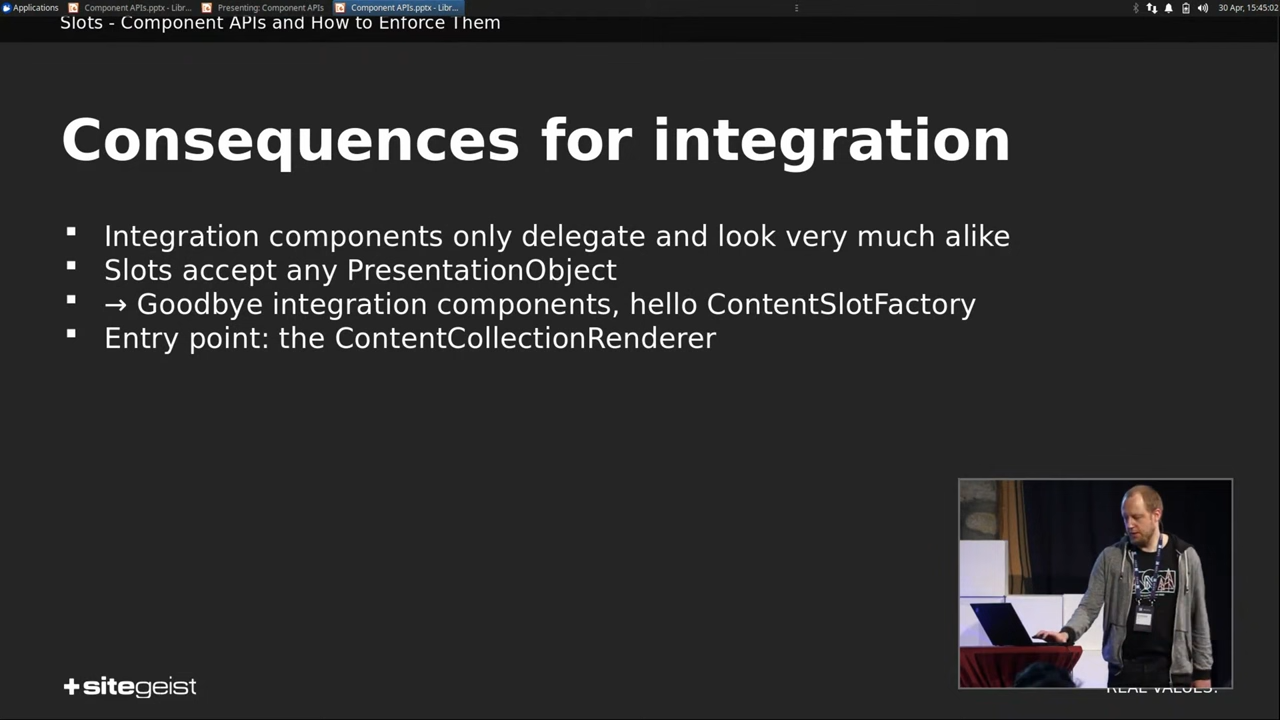 Applications
Component APIs.pptx - Libr...
Presenting: Component APIs
Component APIs.pptx - Libr...
30 Apr, 15:45:02
Slots - Component APIs and How to Enforce Them
Consequences for integration
▪ Integration components only delegate and look very much alike
▪ Slots accept any PresentationObject
▪ → Goodbye integration components, hello ContentSlotFactory
▪ Entry point: the ContentCollectionRenderer
+sitegeist
REAL VALUES.